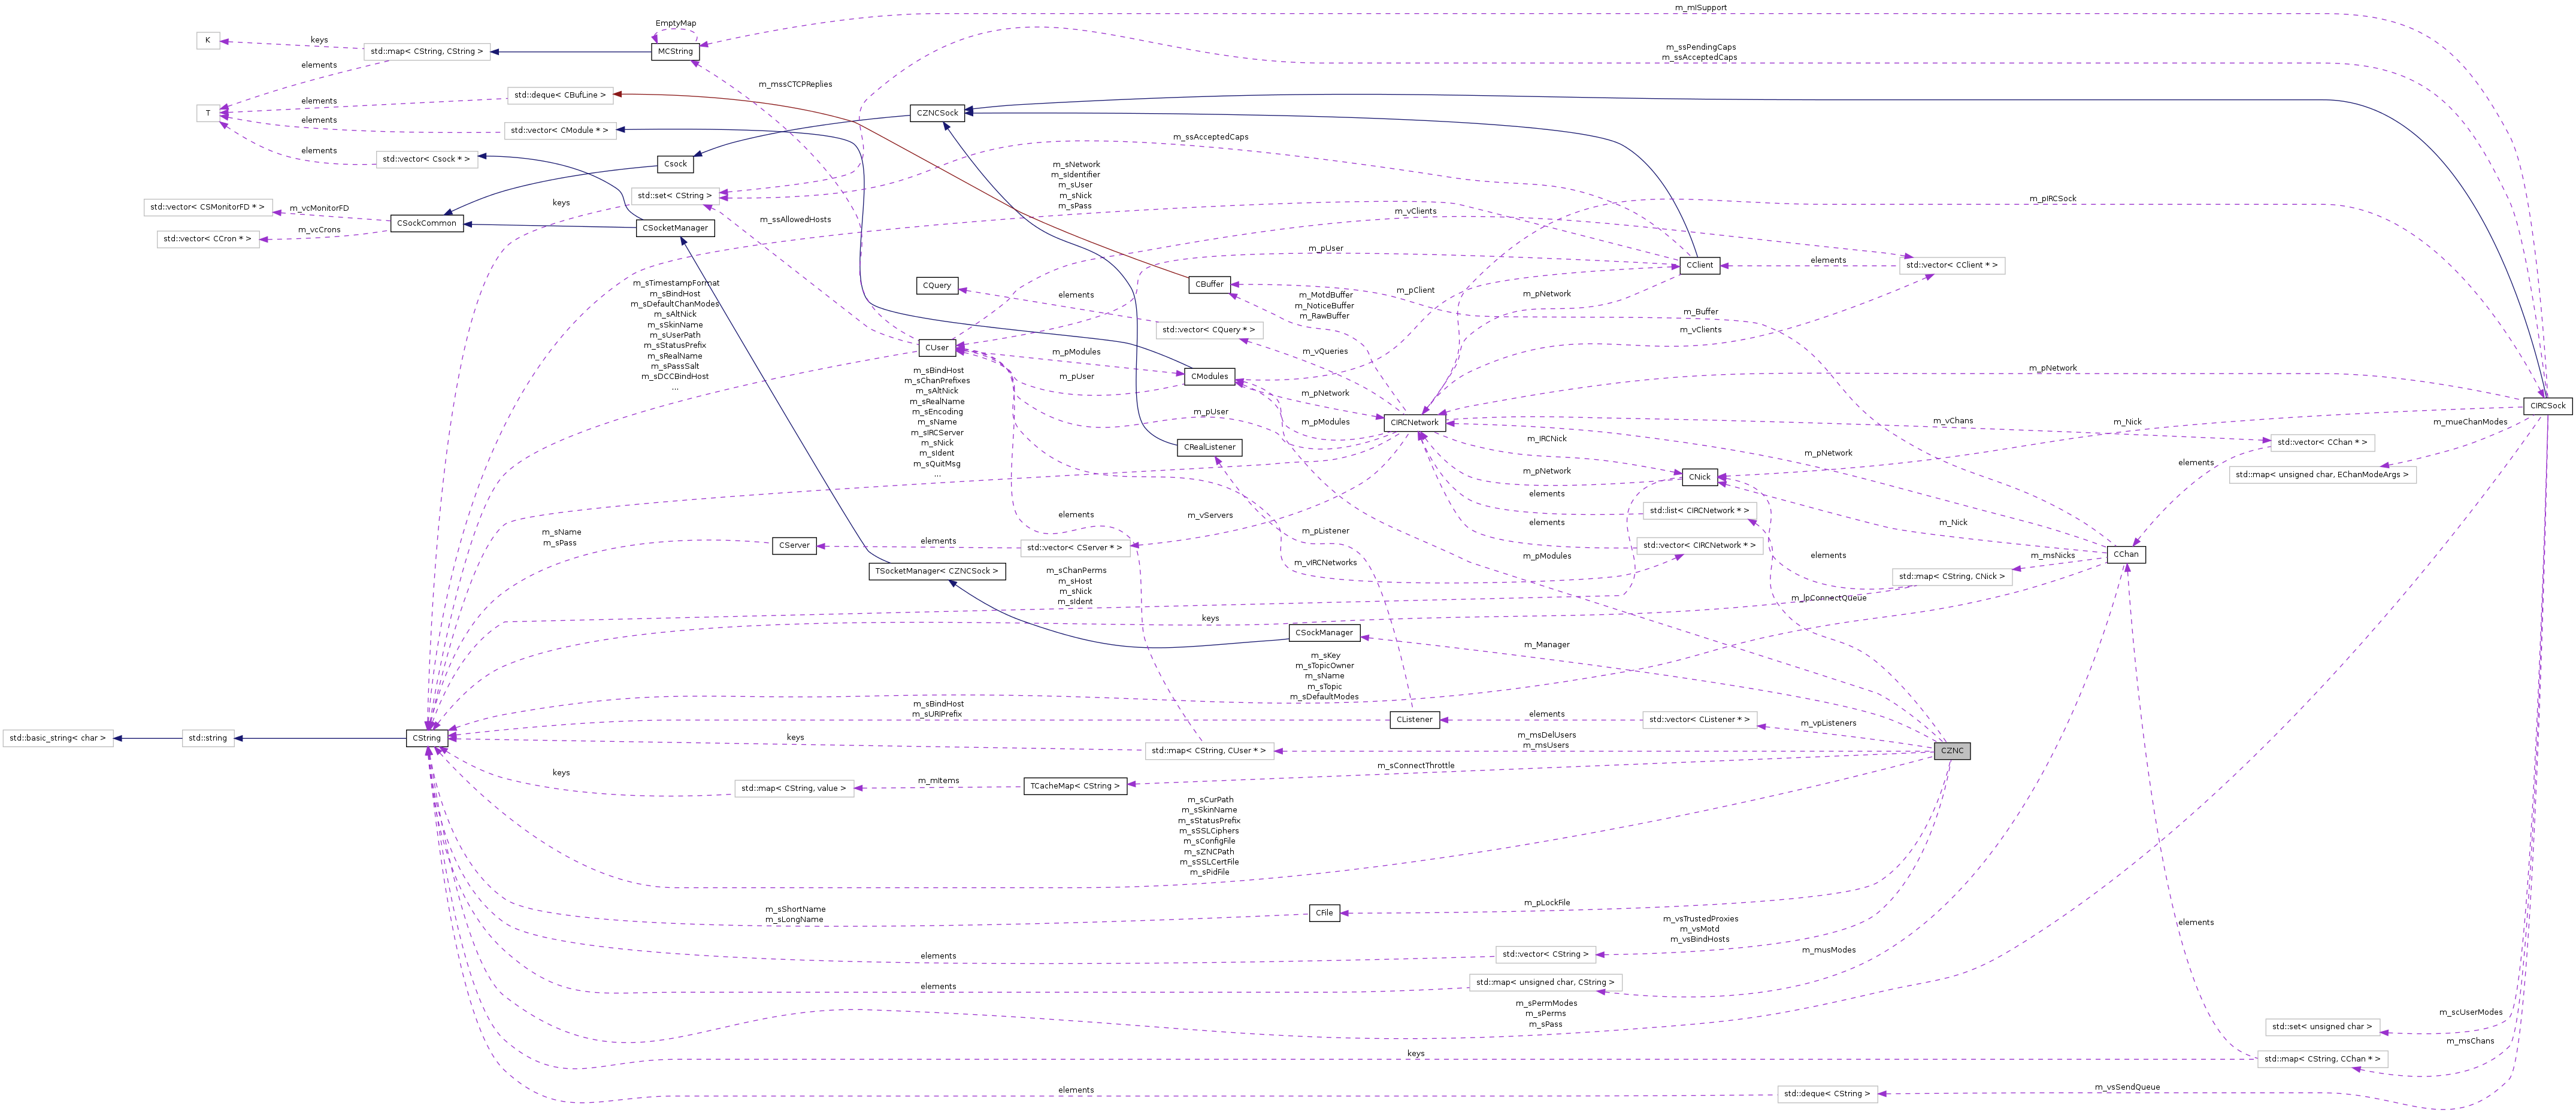 m_mISupport
EmptyMap
K
keys
std::map< CString, CString >
MCString
m_ssPendingCaps
m_ssAcceptedCaps
elements
m_mssCTCPReplies
std::deque< CBufLine >
elements
T
CZNCSock
elements
std::vector< CModule * >
m_ssAcceptedCaps
elements
std::vector< Csock * >
Csock
m_sNetwork
m_sIdentifier
m_sUser
m_sNick
m_sPass
std::set< CString >
keys
m_pIRCSock
std::vector< CSMonitorFD * >
m_vcMonitorFD
CSockCommon
m_ssAllowedHosts
m_vClients
m_vcCrons
std::vector< CCron * >
CSocketManager
m_pUser
CClient
elements
std::vector< CClient * >
m_sTimestampFormat
m_sBindHost
m_sDefaultChanModes
m_sAltNick
m_sSkinName
m_sUserPath
m_sStatusPrefix
m_sRealName
m_sPassSalt
m_sDCCBindHost
...
CQuery
elements
CBuffer
m_MotdBuffer
m_NoticeBuffer
m_RawBuffer
m_pClient
m_pNetwork
m_Buffer
std::vector< CQuery * >
m_vClients
CUser
m_pModules
m_vQueries
m_pUser
CModules
m_pNetwork
m_pNetwork
m_sBindHost
m_sChanPrefixes
m_sAltNick
m_sRealName
m_sEncoding
m_sName
m_sIRCServer
m_sNick
m_sIdent
m_sQuitMsg
...
m_pUser
m_pModules
CIRCNetwork
m_vChans
m_Nick
CIRCSock
m_mueChanModes
CRealListener
m_IRCNick
std::vector< CChan * >
m_pNetwork
m_pNetwork
CNick
elements
std::map< unsigned char, EChanModeArgs >
elements
std::list< CIRCNetwork * >
elements
m_vServers
elements
m_Nick
m_sName
m_sPass
CServer
elements
std::vector< CServer * >
m_pListener
std::vector< CIRCNetwork * >
m_pModules
elements
m_msNicks
CChan
TSocketManager< CZNCSock >
m_sChanPerms
m_sHost
m_sNick
m_sIdent
m_vIRCNetworks
std::map< CString, CNick >
m_lpConnectQueue
keys
CSockManager
m_Manager
m_sKey
m_sTopicOwner
m_sName
m_sTopic
m_sDefaultModes
m_sBindHost
m_sURIPrefix
CListener
elements
std::vector< CListener * >
m_vpListeners
std::basic_string< char >
std::string
CString
keys
std::map< CString, CUser * >
m_msDelUsers
m_msUsers
CZNC
keys
std::map< CString, value >
m_mItems
TCacheMap< CString >
m_sConnectThrottle
m_sCurPath
m_sSkinName
m_sStatusPrefix
m_sSSLCiphers
m_sConfigFile
m_sZNCPath
m_sSSLCertFile
m_sPidFile
m_sShortName
m_sLongName
CFile
m_pLockFile
m_vsTrustedProxies
m_vsMotd
m_vsBindHosts
elements
elements
std::vector< CString >
m_musModes
elements
std::map< unsigned char, CString >
m_sPermModes
m_sPerms
m_sPass
m_scUserModes
std::set< unsigned char >
m_msChans
keys
std::map< CString, CChan * >
elements
std::deque< CString >
m_vsSendQueue